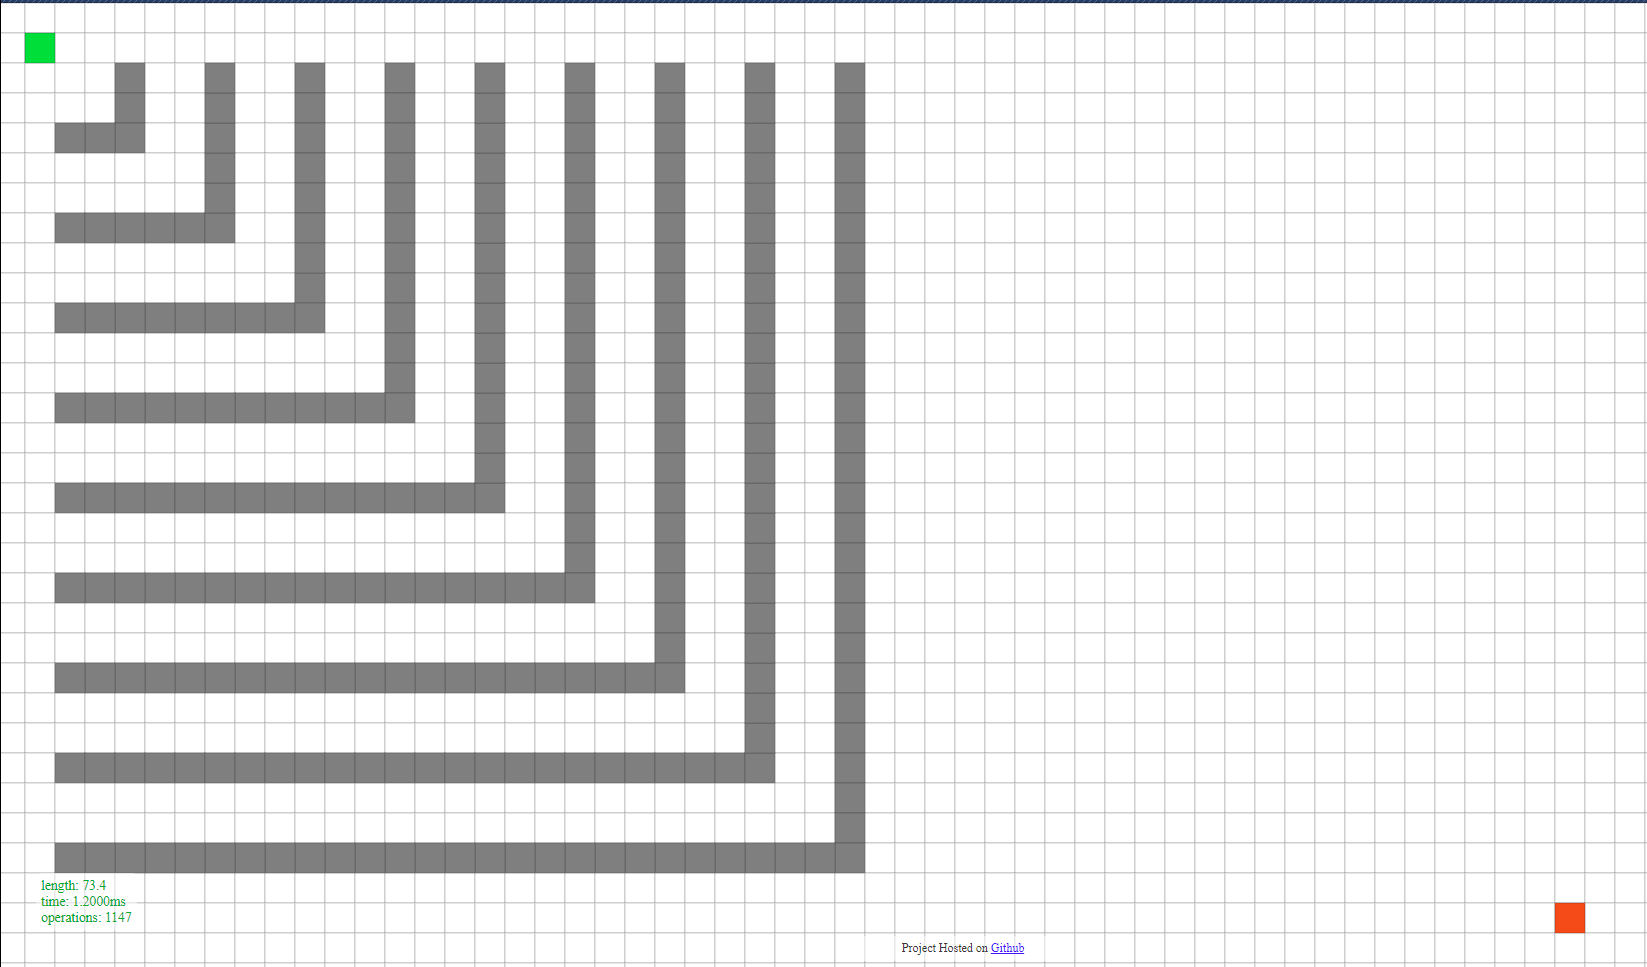 length: 73.4
time: 1.2000ms
operations: 1147
Project Hosted on Github